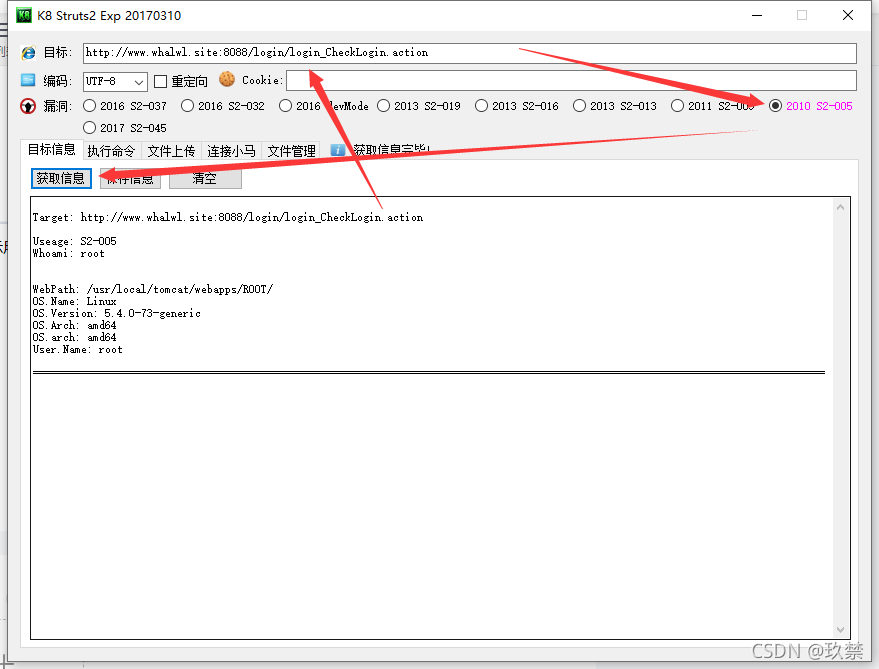 K8 Struts2 Exp 20170310
目标: http://www.whalwl.site:8088/login/login_CheckLogin.action
编码: UTF-8 重定向 Cookie:
漏洞: 2016 S2-037 2016 S2-032 2016 devMode 2013 S2-019 2013 S2-016 2013 S2-013 2011 S2-009 2010 S2-005
2017 S2-045
目标信息 执行命令 文件上传 连接小马 文件管理 获取信息完毕!
获取信息 保存信息 清空
Target: http://www.whalwl.site:8088/login/login_CheckLogin.action
Useage: S2-005
Whoami: root
WebPath: /usr/local/tomcat/webapps/ROOT/
OS.Name: Linux
OS.Version: 5.4.0-73-generic
OS.Arch: amd64
OS.arch: amd64
User.Name: root
CSDN @玖禁